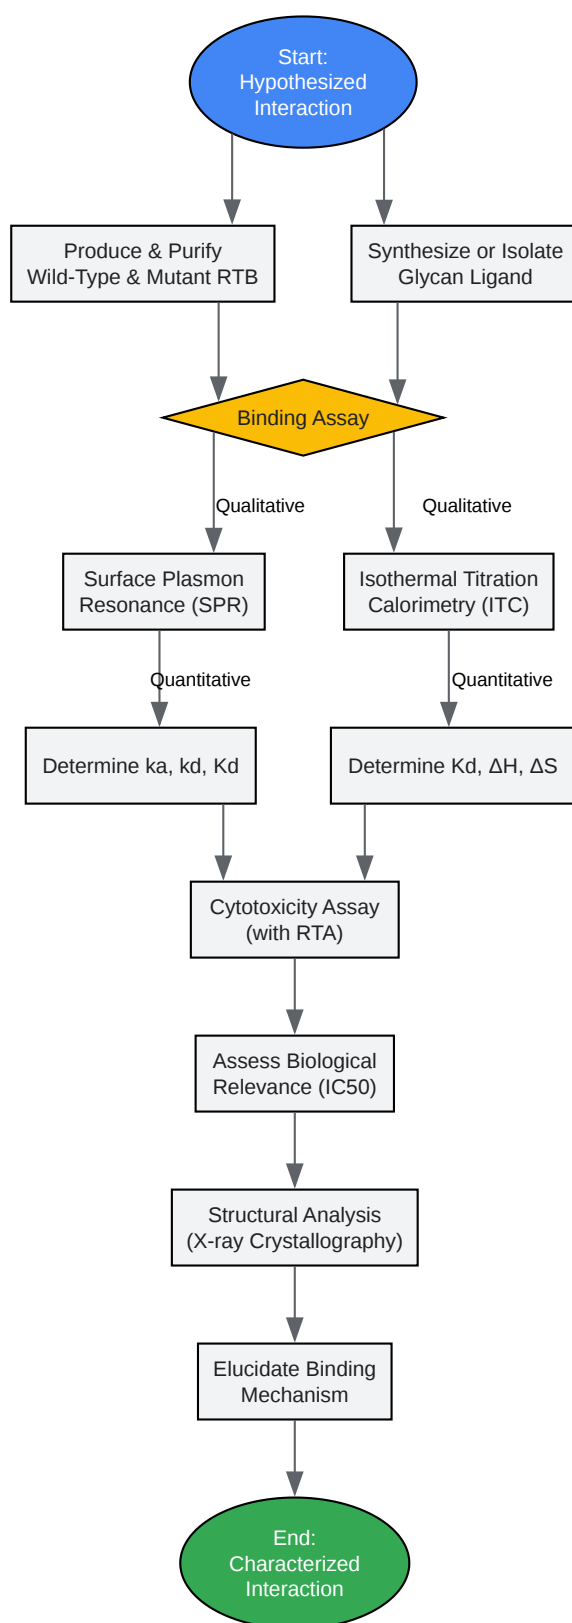 Start:
Hypothesized
Interaction
Produce & Purify
Wild-Type & Mutant RTB
Synthesize or Isolate
Glycan Ligand
Binding Assay
Qualitative
Qualitative
Surface Plasmon
Resonance (SPR)
Isothermal Titration
Calorimetry (ITC)
Quantitative
Quantitative
Determine ka, kd, Kd
Determine Kd, ΔH, ΔS
Cytotoxicity Assay
(with RTA)
Assess Biological
Relevance (IC50)
Structural Analysis
(X-ray Crystallography)
Elucidate Binding
Mechanism
End:
Characterized
Interaction